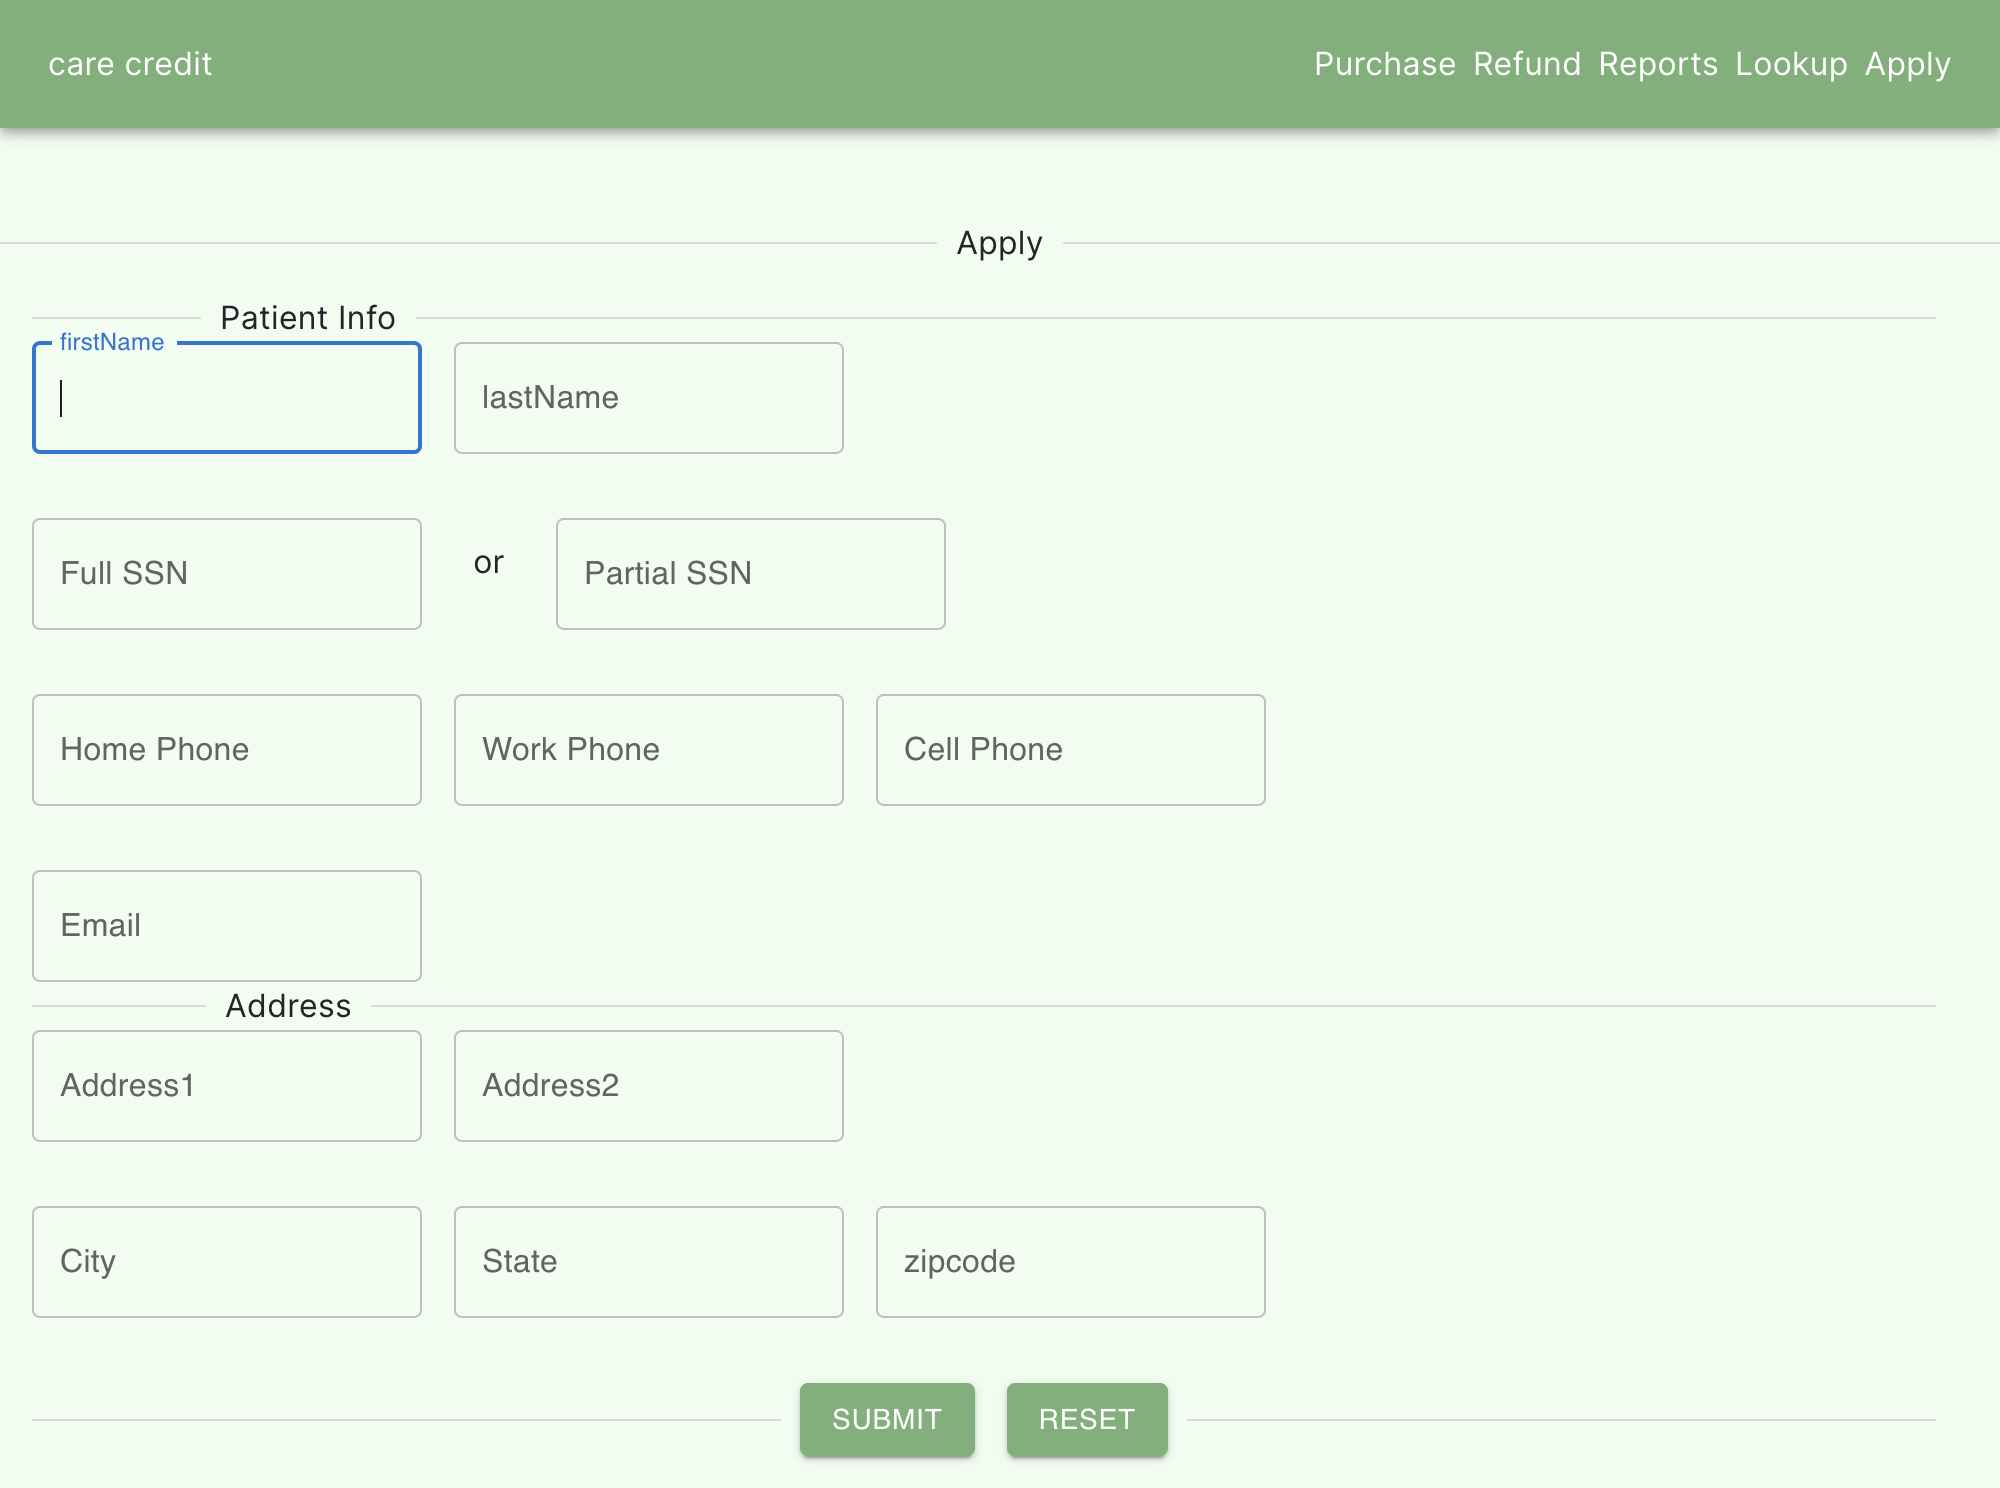 care credit Purchase Refund Reports Lookup Apply
Apply
Patient Info
firstName
lastName
Full SSN or Partial SSN
Home Phone Work Phone Cell Phone
Email
Address
Address1 Address2
City State zipcode
SUBMIT RESET